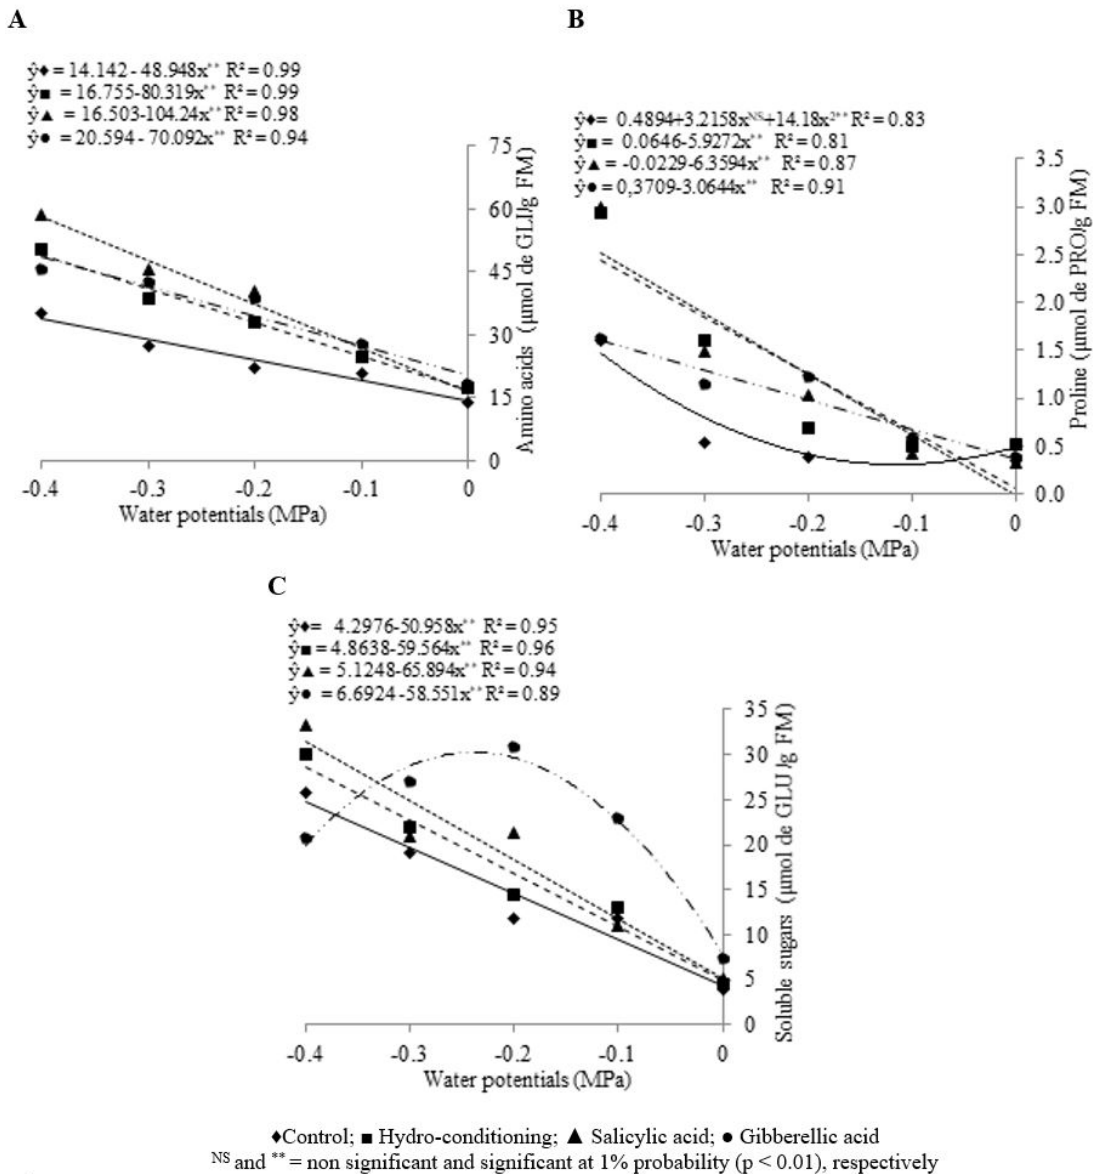 A
ŷ♦ = 14.142 - 48.948x** R² = 0.99
ŷ■ = 16.755-80.319x** R² = 0.99
ŷ▲ = 16.503-104.24x** R² = 0.98
ŷ● = 20.594 - 70.092x** R² = 0.94
75
60
45
30
15
0
Amino acids (µmol de GLI/g FM)
-0.4 -0.3 -0.2 -0.1 0
Water potentials (MPa)
B
ŷ♦= 0.4894+3.2158xᴺˢ+14.18x²** R² = 0.83
ŷ■ = 0.0646-5.9272x** R² = 0.81
ŷ▲ = -0.0229-6.3594x** R² = 0.87
ŷ● = 0,3709-3.0644x** R² = 0.91
3.5
3.0
2.5
2.0
1.5
1.0
0.5
0.0
Proline (µmol de PRO/g FM)
-0.4 -0.3 -0.2 -0.1 0
Water potentials (MPa)
C
ŷ♦= 4.2976-50.958x** R² = 0.95
ŷ■ = 4.8638-59.564x** R² = 0.96
ŷ▲ = 5.1248-65.894x** R² = 0.94
ŷ● = 6.6924-58.551x** R² = 0.89
35
30
25
20
15
10
5
0
Soluble sugars (µmol de GLU/g FM)
-0.4 -0.3 -0.2 -0.1 0
Water potentials (MPa)
♦Control; ■ Hydro-conditioning; ▲ Salicylic acid; ● Gibberellic acid
ᴺˢ and ** = non significant and significant at 1% probability (p < 0.01), respectively